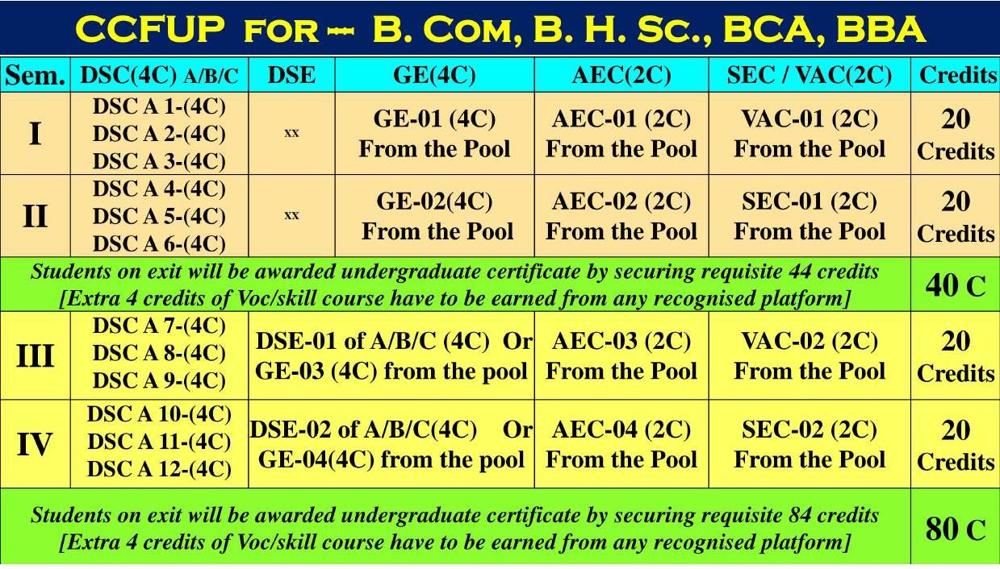 CCFUP FOR--- B. COM, B. H. SC., BCA, BBA
Sem. DSC(4C) A/B/C DSE GE(4C) AEC(2C) SEC / VAC(2C) Credits
I
DSC A 1-(4C)
DSC A 2-(4C)
DSC A 3-(4C)
xx
GE-01 (4C)
From the Pool
AEC-01 (2C)
From the Pool
VAC-01 (2C)
From the Pool
20
Credits
II
DSC A 4-(4C)
DSC A 5-(4C)
DSC A 6-(4C)
xx
GE-02(4C)
From the Pool
AEC-02 (2C)
From the Pool
SEC-01 (2C)
From the Pool
20
Credits
Students on exit will be awarded undergraduate certificate by securing requisite 44 credits
[Extra 4 credits of Voc/skill course have to be earned from any recognised platform]
40 C
III
DSC A 7-(4C)
DSC A 8-(4C)
DSC A 9-(4C)
DSE-01 of A/B/C (4C) Or
GE-03 (4C) from the pool
AEC-03 (2C)
From the Pool
VAC-02 (2C)
From the Pool
20
Credits
IV
DSC A 10-(4C)
DSC A 11-(4C)
DSC A 12-(4C)
DSE-02 of A/B/C(4C) Or
GE-04(4C) from the pool
AEC-04 (2C)
From the Pool
SEC-02 (2C)
From the Pool
20
Credits
Students on exit will be awarded undergraduate certificate by securing requisite 84 credits
[Extra 4 credits of Voc/skill course have to be earned from any recognised platform]
80 C